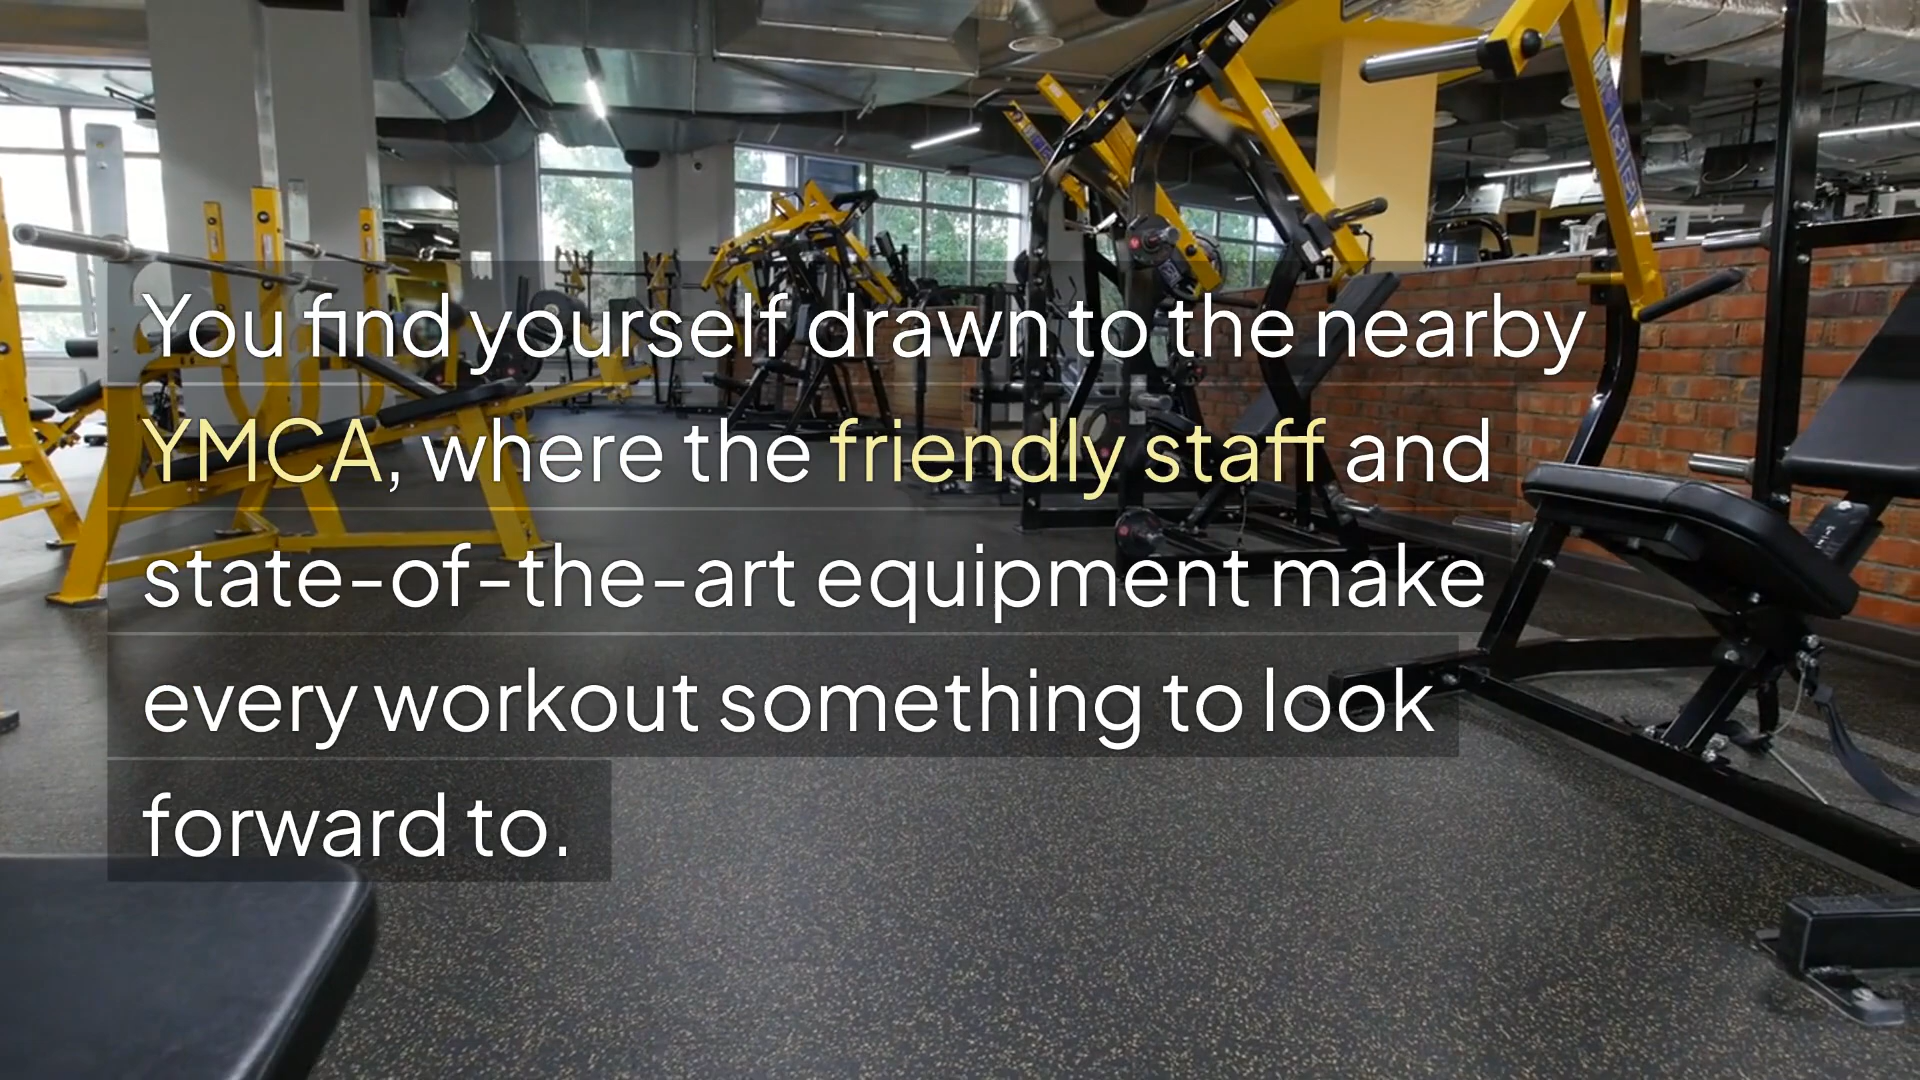 You find yourself drawn to the nearby
YMCA, where the friendly staff and
state-of-the-art equipment make
every workout something to look
forward to.